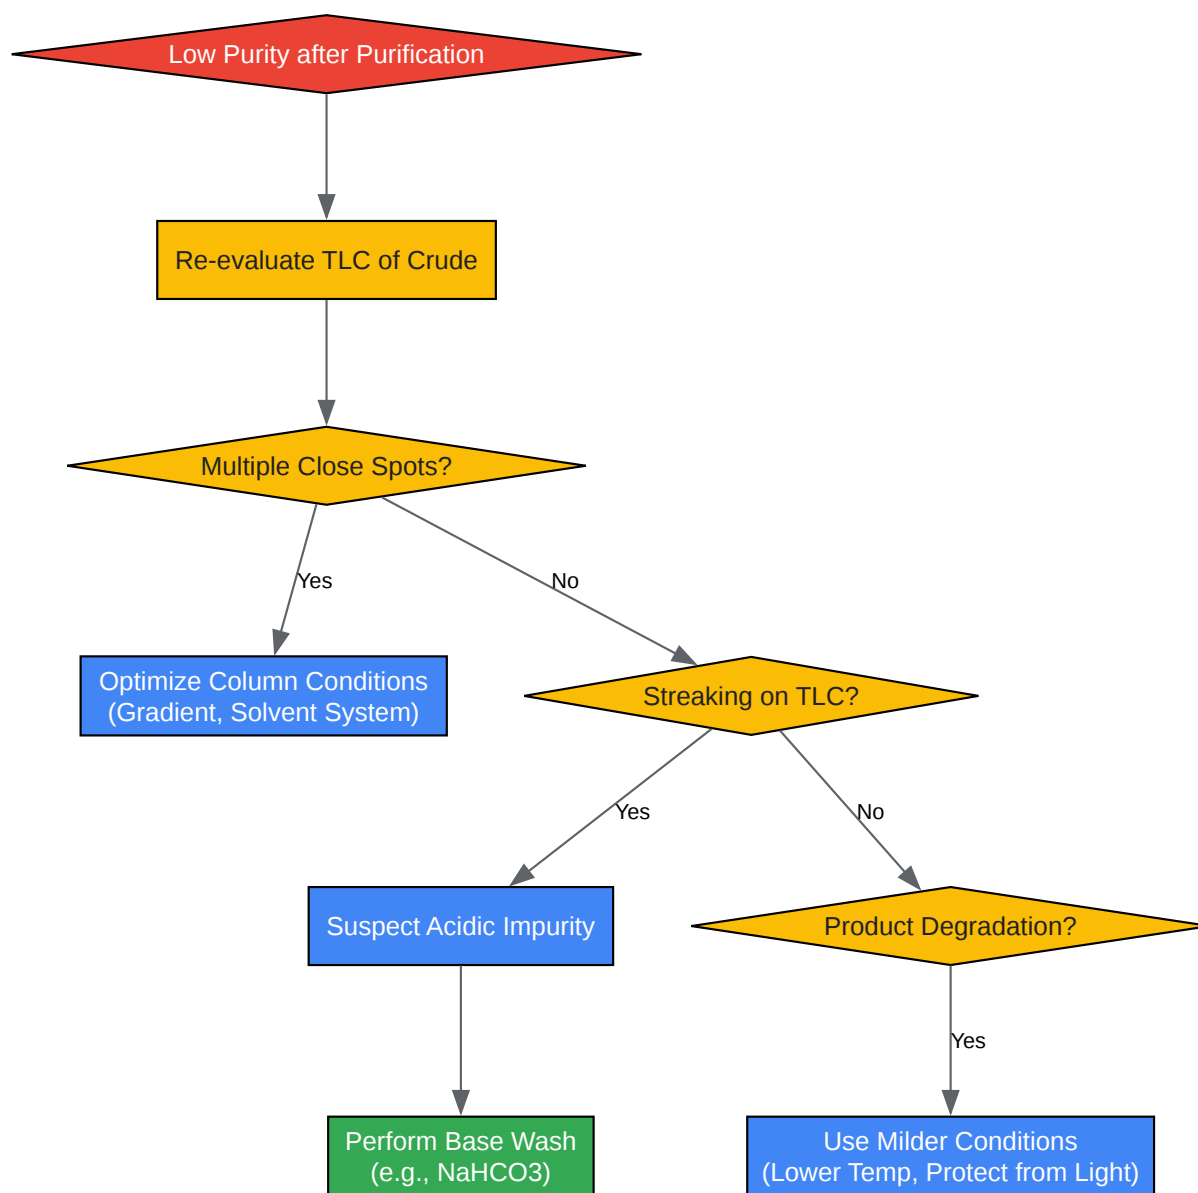 Low Purity after Purification
Re-evaluate TLC of Crude
Multiple Close Spots?
Yes
No
Optimize Column Conditions
(Gradient, Solvent System)
Streaking on TLC?
Yes
No
Suspect Acidic Impurity
Product Degradation?
Yes
Perform Base Wash
(e.g., NaHCO3)
Use Milder Conditions
(Lower Temp, Protect from Light)